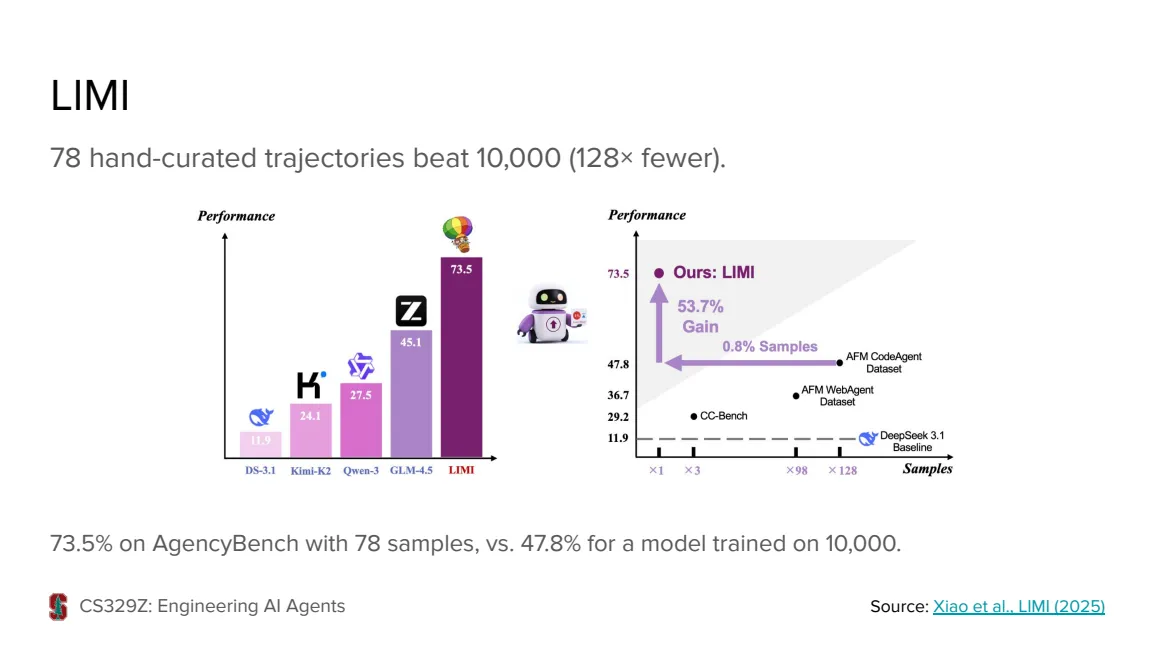 LIMI
78 hand-curated trajectories beat 10,000 (128× fewer).
Performance
73.5
45.1
27.5
24.1
11.9
DS-3.1
Kimi-K2
Qwen-3
GLM-4.5
LIMI
Performance
73.5
Ours: LIMI
53.7%
Gain
0.8% Samples
47.8
AFM CodeAgent
Dataset
36.7
AFM WebAgent
Dataset
29.2
CC-Bench
11.9
DeepSeek 3.1
Baseline
×1
×3
×98
×128
Samples
73.5% on AgencyBench with 78 samples, vs. 47.8% for a model trained on 10,000.
CS329Z: Engineering AI Agents
Source: Xiao et al., LIMI (2025)